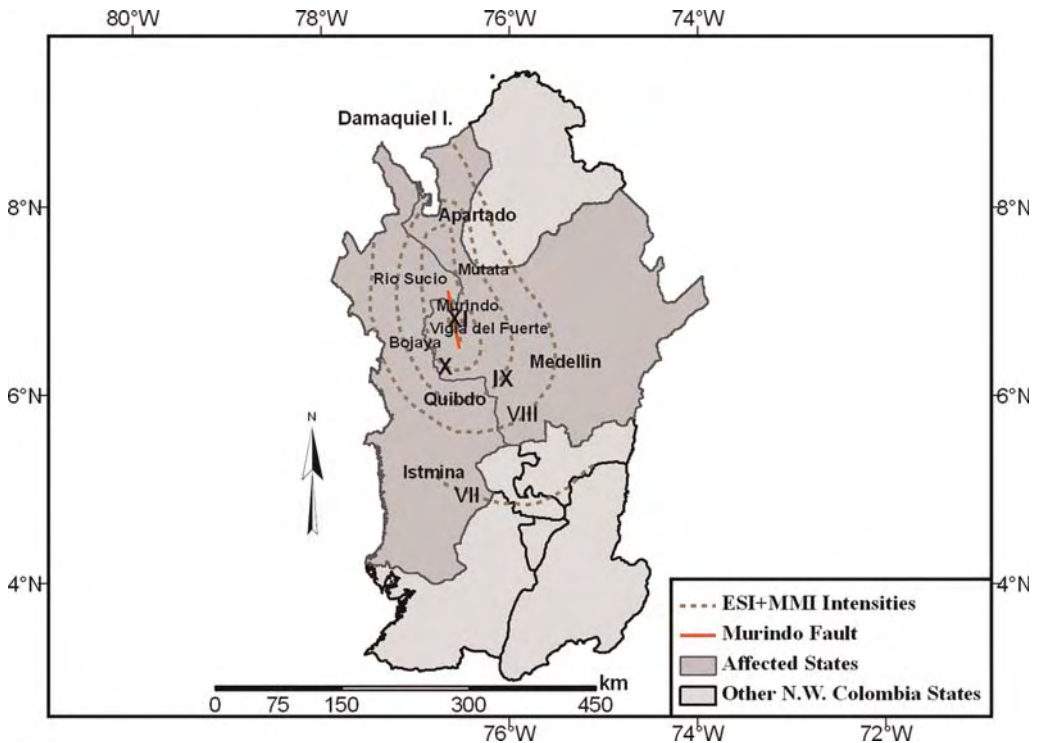 80°W 78°W 76°W 74°W
Damaquiel I.
8°N 8°N
Apartado
Mutata
Rio Sucio
Murindo
XI
Vigia del Fuerte
Bojaya
Medellin
X
IX
6°N 6°N
Quibdo
VIII
N
Istmina
VII
4°N 4°N
ESI+MMI Intensities
Murindo Fault
Affected States
Other N.W. Colombia States
km
0 75 150 300 450
76°W 74°W 72°W